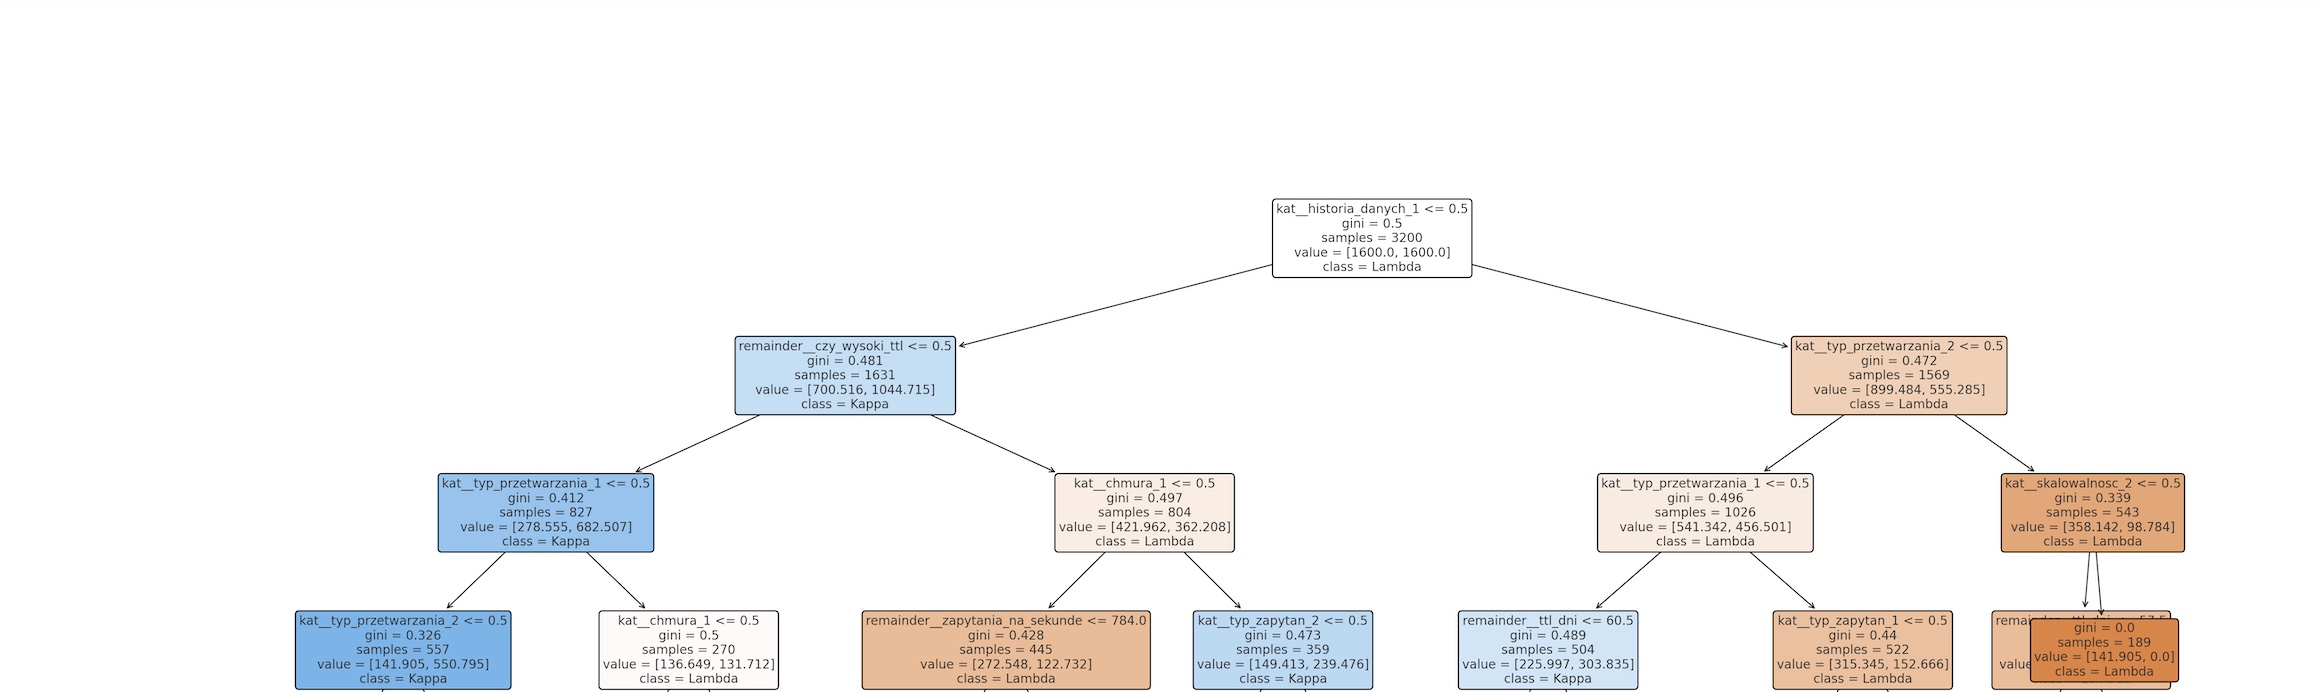 kat__historia_danych_1 <= 0.5
gini = 0.5
samples = 3200
value = [1600.0, 1600.0]
class = Lambda
remainder__czy_wysoki_ttl <= 0.5
gini = 0.481
samples = 1631
value = [700.516, 1044.715]
class = Kappa
kat__typ_przetwarzania_2 <= 0.5
gini = 0.472
samples = 1569
value = [899.484, 555.285]
class = Lambda
kat__typ_przetwarzania_1 <= 0.5
gini = 0.412
samples = 827
value = [278.555, 682.507]
class = Kappa
kat__chmura_1 <= 0.5
gini = 0.497
samples = 804
value = [421.962, 362.208]
class = Lambda
kat__typ_przetwarzania_1 <= 0.5
gini = 0.496
samples = 1026
value = [541.342, 456.501]
class = Lambda
kat__skalowalnosc_2 <= 0.5
gini = 0.339
samples = 543
value = [358.142, 98.784]
class = Lambda
kat__typ_przetwarzania_2 <= 0.5
gini = 0.326
samples = 557
value = [141.905, 550.795]
class = Kappa
kat__chmura_1 <= 0.5
gini = 0.5
samples = 270
value = [136.649, 131.712]
class = Lambda
remainder__zapytania_na_sekunde <= 784.0
gini = 0.428
samples = 445
value = [272.548, 122.732]
class = Lambda
kat__typ_zapytan_2 <= 0.5
gini = 0.473
samples = 359
value = [149.413, 239.476]
class = Kappa
remainder__ttl_dni <= 60.5
gini = 0.489
samples = 504
value = [225.997, 303.835]
class = Kappa
kat__typ_zapytan_1 <= 0.5
gini = 0.44
samples = 522
value = [315.345, 152.666]
class = Lambda
gini = 0.0
samples = 189
value = [141.905, 0.0]
class = Lambda